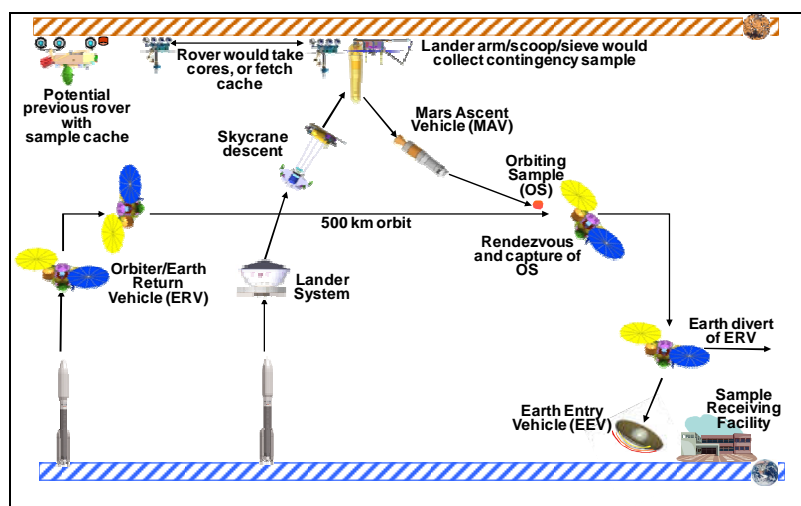 Rover would take
cores, or fetch
cache
Lander arm/scoop/sieve would
collect contingency sample
Potential
previous rover
with
sample cache
Skycrane
descent
Mars Ascent
Vehicle (MAV)
Orbiting
Sample
(OS)
500 km orbit
Rendezvous
and capture of
OS
Orbiter/Earth
Return
Vehicle (ERV)
Lander
System
Earth divert
of ERV
Earth Entry
Vehicle (EEV)
Sample
Receiving
Facility